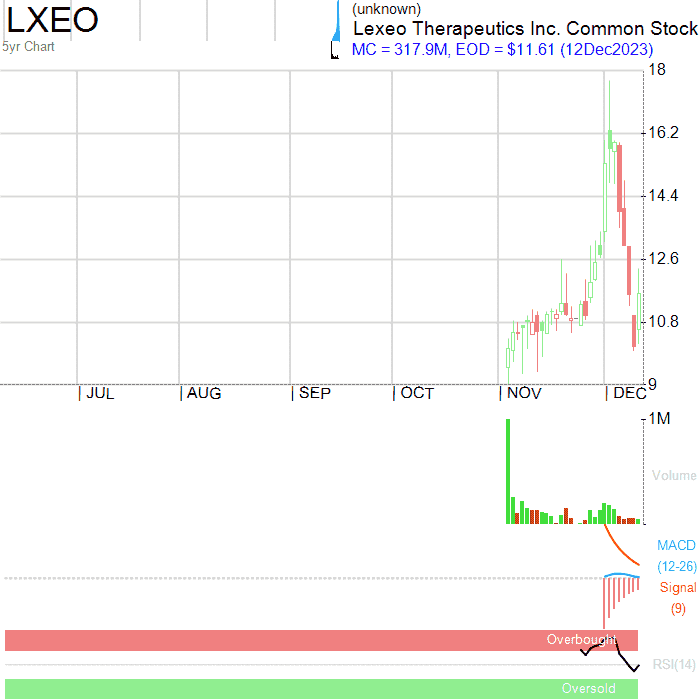 LXEO
5yr Chart
(unknown)
Lexeo Therapeutics Inc. Common Stock
MC = 317.9M, EOD = $11.61 (12Dec2023)
18
16.2
14.4
12.6
10.8
9
JUL AUG SEP OCT NOV DEC
1M
Volume
MACD
(12-26)
Signal
(9)
Overbought
RSI(14)
Oversold